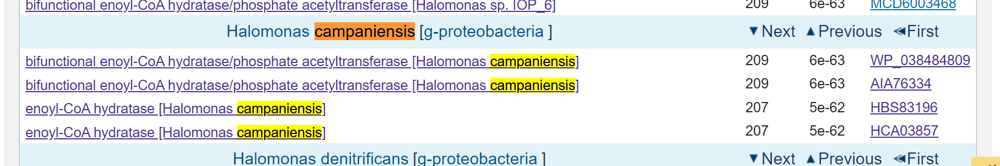 bifunctional enoyl-CoA hydratase/phosphate acetyltransferase [Halomonas sp. IOP_6] 209 6e-63 MCD6003468
Halomonas campaniensis [g-proteobacteria ] ▼Next ▲Previous ≪First
bifunctional enoyl-CoA hydratase/phosphate acetyltransferase [Halomonas campaniensis] 209 6e-63 WP_038484809
bifunctional enoyl-CoA hydratase/phosphate acetyltransferase [Halomonas campaniensis] 209 6e-63 AIA76334
enoyl-CoA hydratase [Halomonas campaniensis] 207 5e-62 HBS83196
enoyl-CoA hydratase [Halomonas campaniensis] 207 5e-62 HCA03857
Halomonas denitrificans [g-proteobacteria ] ▼Next ▲Previous ≪First